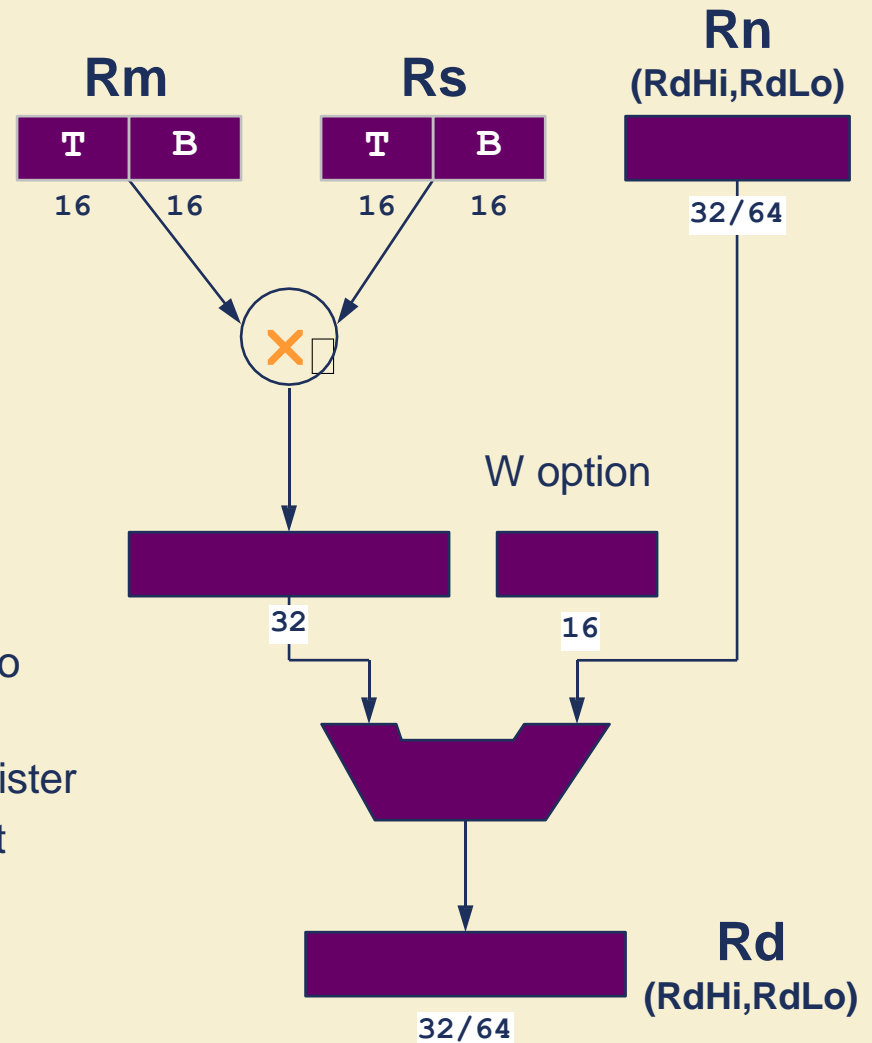 Rn
Rm Rs (RdHi,RdLo)
T B T B
16 16 16 16 32/64
W option
32 16
o
ister
t
Rd
(RdHi,RdLo)
32/64